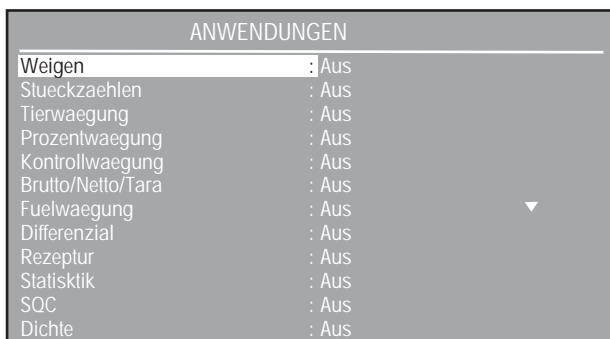 ANWENDUNGEN
Weigen : Aus
Stueckzaehlen : Aus
Tierwaegung : Aus
Prozentwaegung : Aus
Kontrollwaegung : Aus
Brutto/Netto/Tara : Aus
Fuelwaegung : Aus
Differenzial : Aus
Rezeptur : Aus
Statisktik : Aus
SQC : Aus
Dichte : Aus